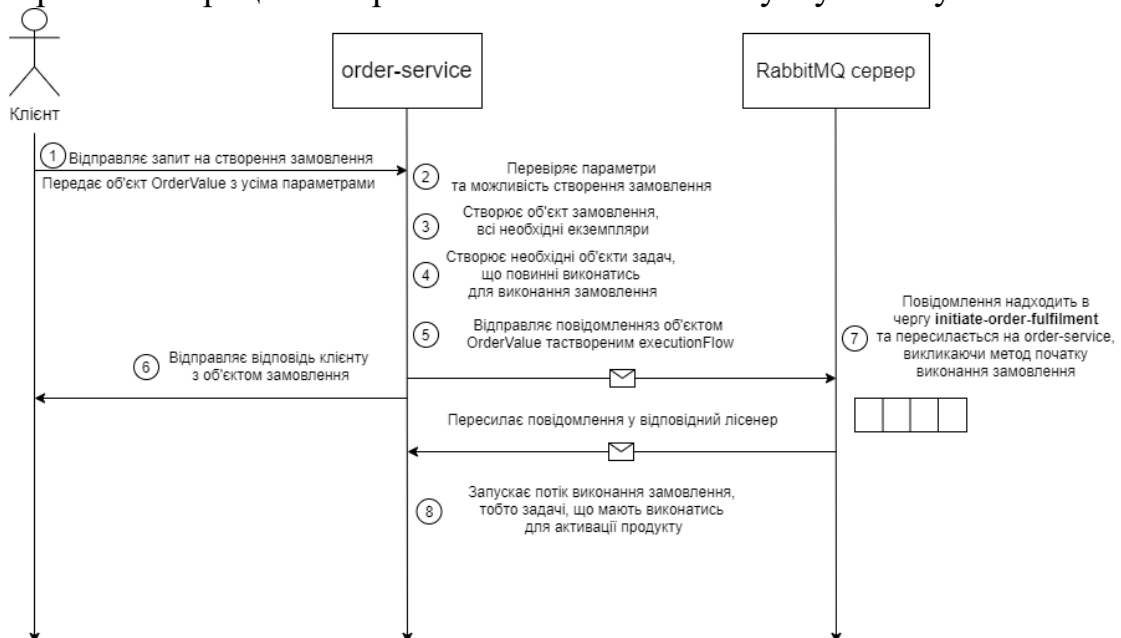 Клієнт
order-service
RabbitMQ сервер
1
Відправляє запит на створення замовлення
Передає об'єкт OrderValue з усіма параметрами
2
Перевіряє параметри
та можливість створення замовлення
3
Створює об'єкт замовлення,
всі необхідні екземпляри
4
Створює необхідні об'єкти задач,
що повинні виконатись
для виконання замовлення
5
Відправляє повідомленняз об'єктом
OrderValue таствореним executionFlow
6
Відправляє відповідь клієнту
з об'єктом замовлення
7
Повідомлення надходить в
чергу initiate-order-fulfilment
та пересилається на order-service,
викликаючи метод початку
виконання замовлення
Пересилає повідомлення у відповідний лісенер
8
Запускає потік виконання замовлення,
тобто задачі, що мають виконатись
для активації продукту